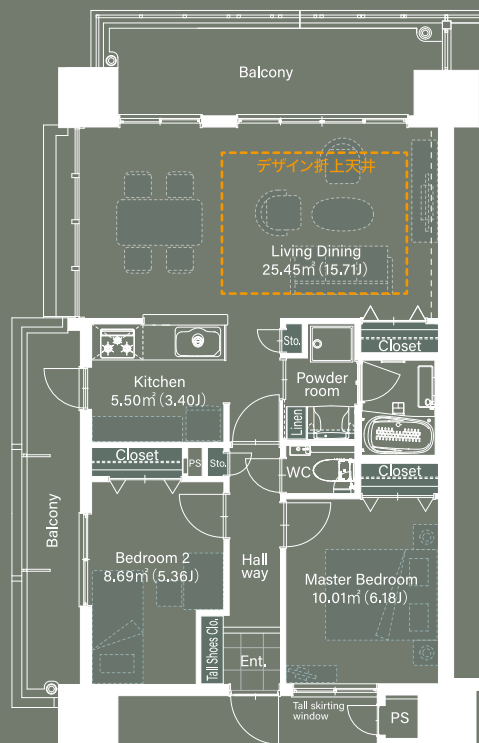 Balcony
デザイン折上天井
Living Dining
25.45㎡(15.71J)
Sto.
Closet
Kitchen
5.50㎡(3.40J)
Powder
room
Linen
Closet
PS
Sto.
WC
Closet
Balcony
Bedroom 2
8.69㎡(5.36J)
Hall
way
Master Bedroom
10.01㎡(6.18J)
Tall Shoes Clo.
Ent.
Tall skirting
window
PS